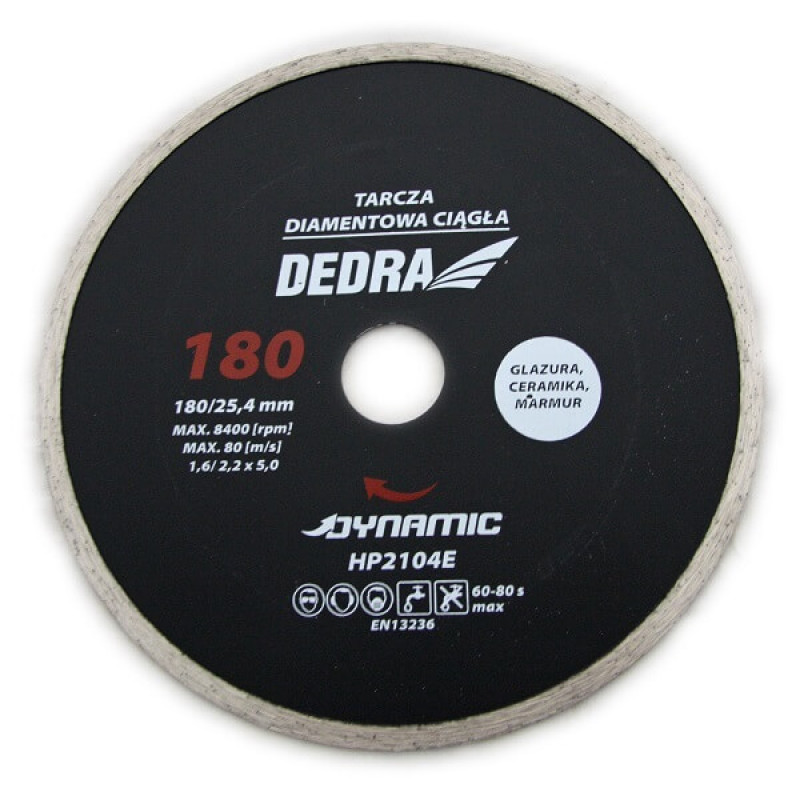 TARCZA
DIAMENTOWA CIĄGŁA
DEDRA
180
180/25,4 mm
MAX. 8400 [rpm]
MAX. 80 [m/s]
1,6/ 2,2 x 5,0
GLAZURA,
CERAMIKA,
MARMUR
DYNAMIC
HP2104E
60-80 s
max
EN13236